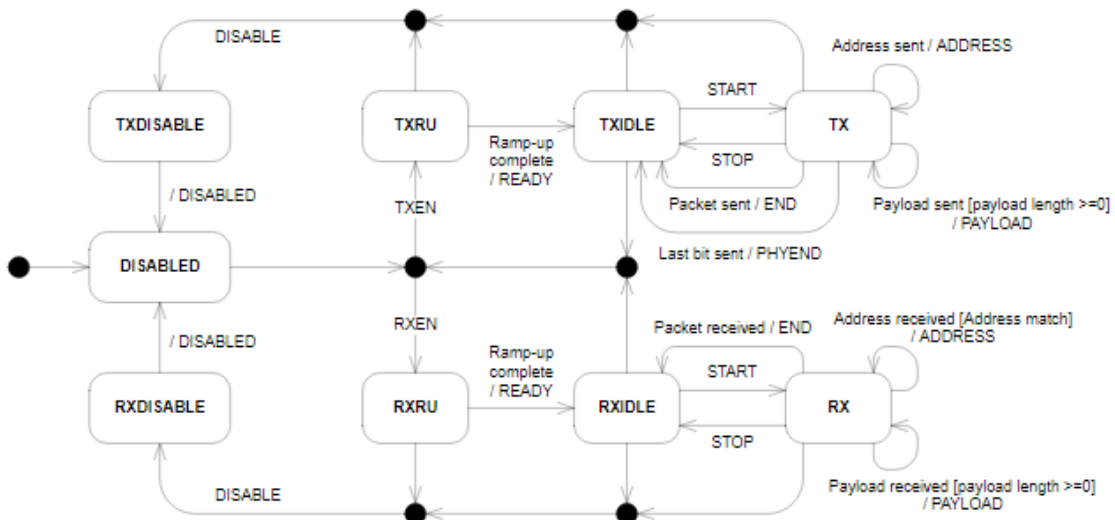 DISABLE
Address sent / ADDRESS
START
TXDISABLE
TXRU
TXIDLE
TX
Ramp-up
complete
/ READY
STOP
/ DISABLED
TXEN
Packet sent / END
Payload sent [payload length >=0]
/ PAYLOAD
Last bit sent / PHYEND
DISABLED
RXEN
Packet received / END
Address received [Address match]
/ ADDRESS
/ DISABLED
Ramp-up
complete
/ READY
START
RXDISABLE
RXRU
RXIDLE
RX
STOP
Payload received [payload length >=0]
/ PAYLOAD
DISABLE